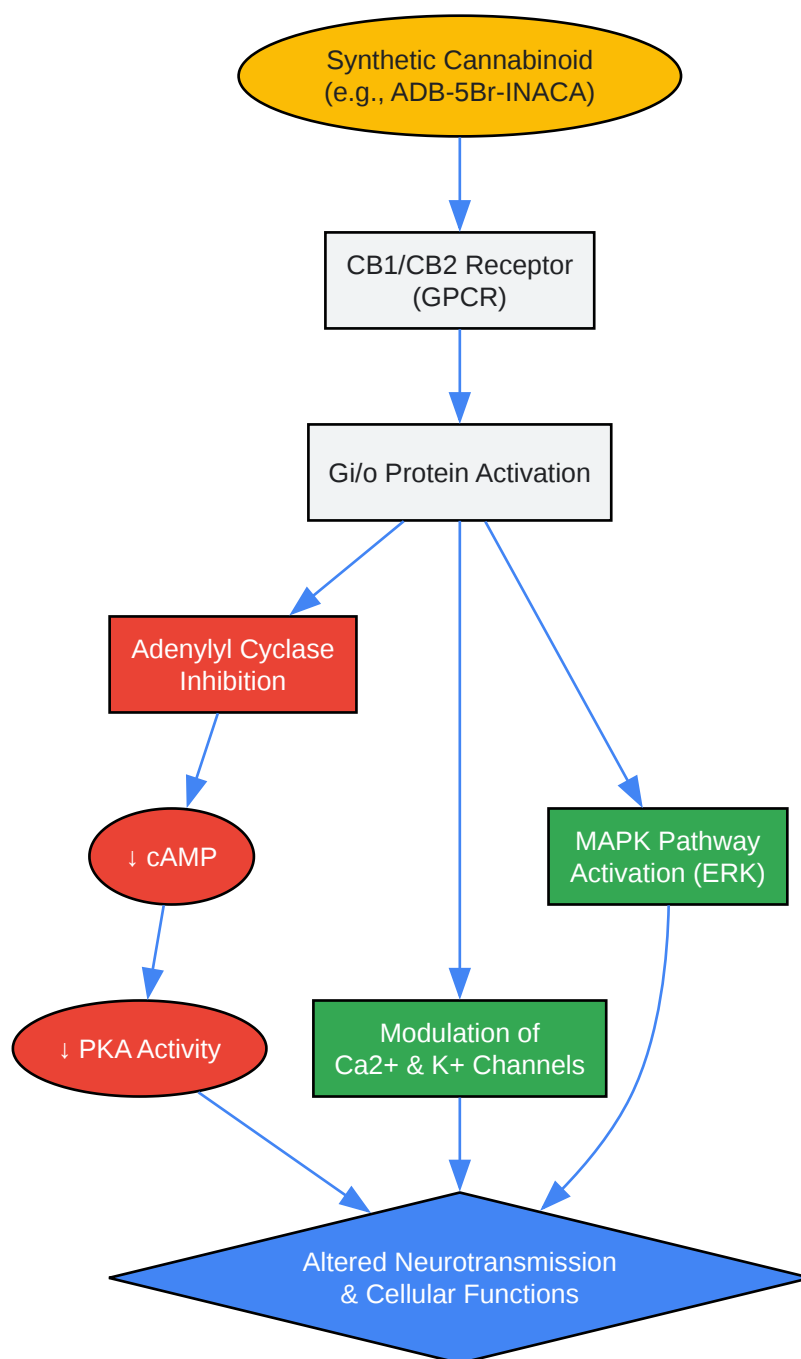 Synthetic Cannabinoid
(e.g., ADB-5Br-INACA)
CB1/CB2 Receptor
(GPCR)
Gi/o Protein Activation
Adenylyl Cyclase
Inhibition
↓ cAMP
MAPK Pathway
Activation (ERK)
↓ PKA Activity
Modulation of
Ca2+ & K+ Channels
Altered Neurotransmission
& Cellular Functions